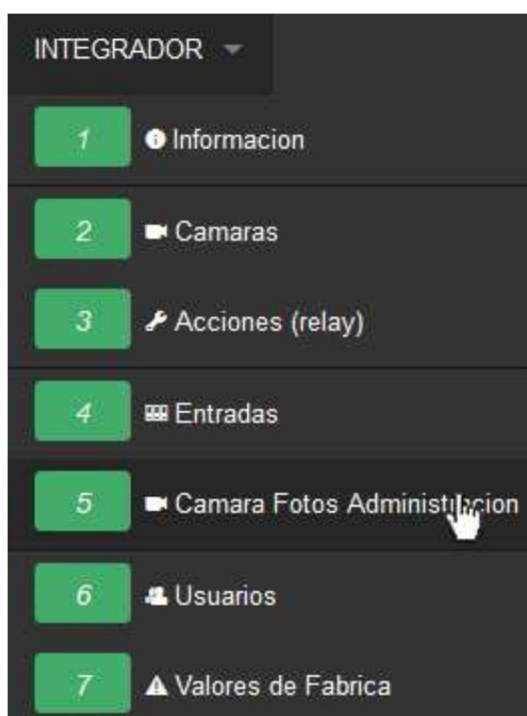 INTEGRADOR
1 Informacion
2 Camaras
3 Acciones (relay)
4 Entradas
5 Camara Fotos Administracion
6 Usuarios
7 Valores de Fabrica